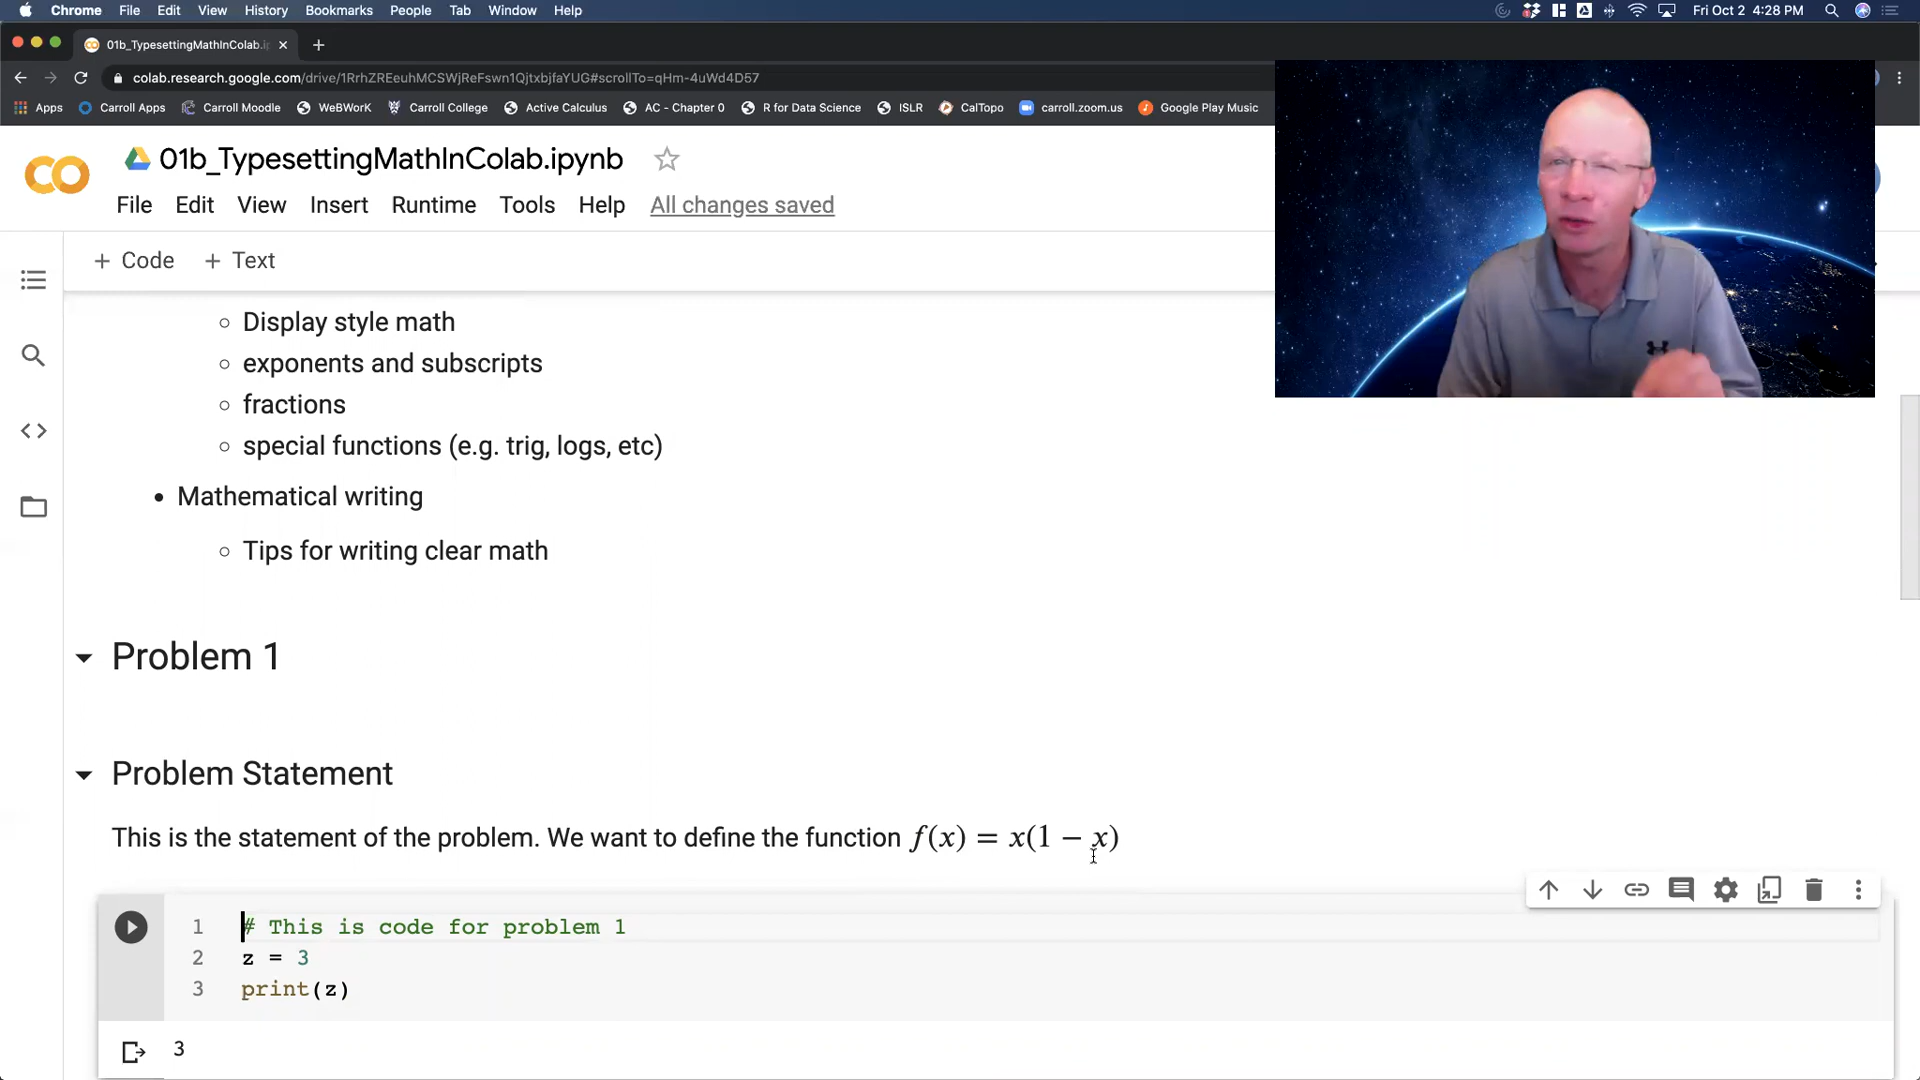 Chrome File Edit View History Bookmarks People Tab Window Help Fri Oct 2 4:28 PM
01b_TypesettingMathInColab.i
colab.research.google.com/drive/1RrhZREeuhMCSWjReFswn1QjtxbjfaYUG#scrollTo=qHm-4uWd4D57
Apps Carroll Apps Carroll Moodle WeBWorK Carroll College Active Calculus AC - Chapter 0 R for Data Science ISLR CalTopo carroll.zoom.us Google Play Music
01b_TypesettingMathInColab.ipynb
File Edit View Insert Runtime Tools Help All changes saved
+ Code + Text
Display style math
exponents and subscripts
fractions
special functions (e.g. trig, logs, etc)
Mathematical writing
Tips for writing clear math
Problem 1
Problem Statement
This is the statement of the problem. We want to define the function f(x) = x(1 − x)
1 # This is code for problem 1
2 z = 3
3 print(z)
3